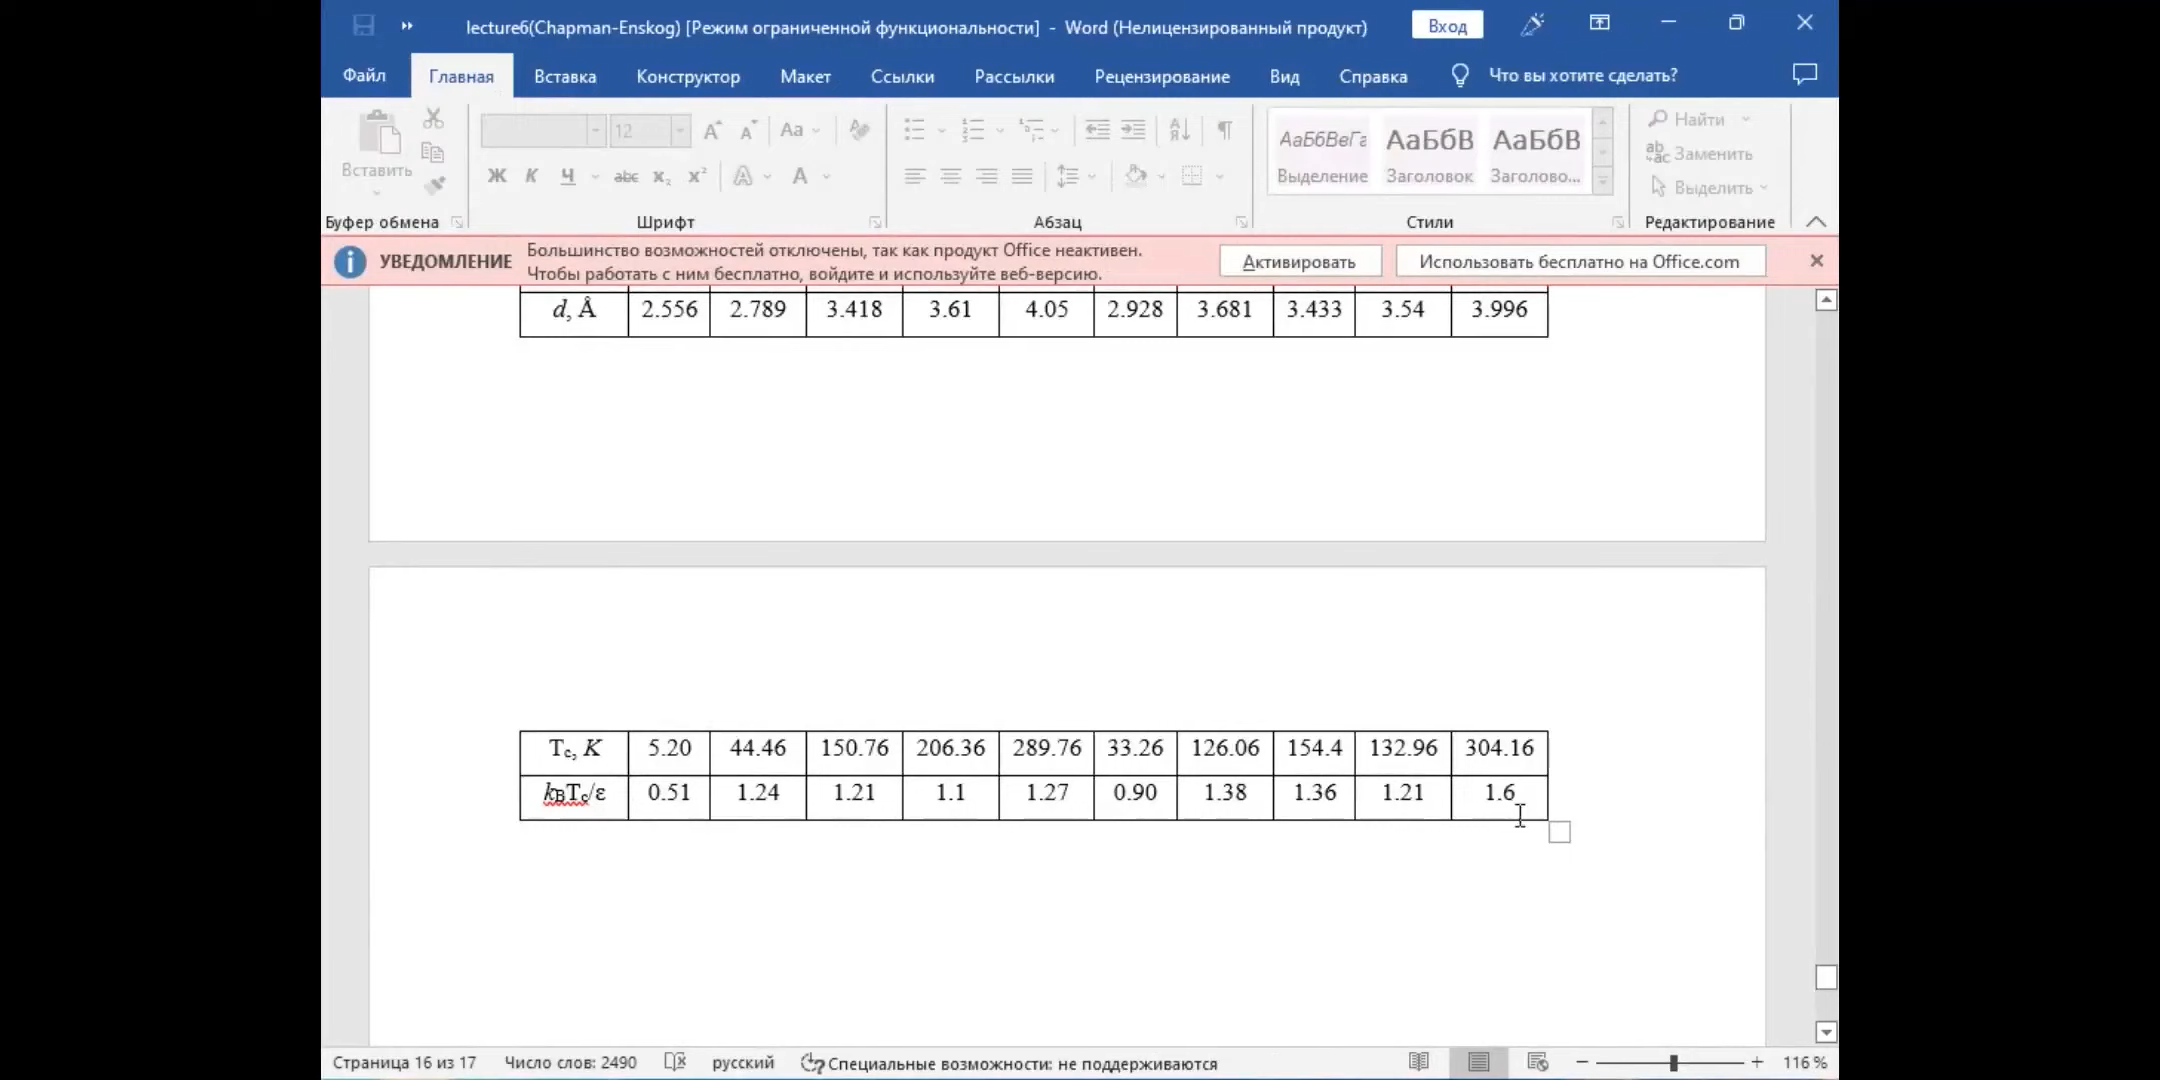 lecture6(Chapman-Enskog) [Режим ограниченной функциональности] - Word (Нелицензированный продукт)
Вход
Файл Главная Вставка Конструктор Макет Ссылки Рассылки Рецензирование Вид Справка Что вы хотите сделать?
Вставить
12
Aa
Ж К Ч abc x₂ x²
АаБбВвГг АаБбВ АаБбВ
Выделение Заголовок Заголово...
Найти
Заменить
Выделить
Буфер обмена Шрифт Абзац Стили Редактирование
УВЕДОМЛЕНИЕ
Большинство возможностей отключены, так как продукт Office неактивен.
Чтобы работать с ним бесплатно, войдите и используйте веб-версию.
Активировать
Использовать бесплатно на Office.com
d, Å 2.556 2.789 3.418 3.61 4.05 2.928 3.681 3.433 3.54 3.996
Tc, K 5.20 44.46 150.76 206.36 289.76 33.26 126.06 154.4 132.96 304.16
kBTc/ε 0.51 1.24 1.21 1.1 1.27 0.90 1.38 1.36 1.21 1.6
Страница 16 из 17 Число слов: 2490 русский Специальные возможности: не поддерживаются 116 %